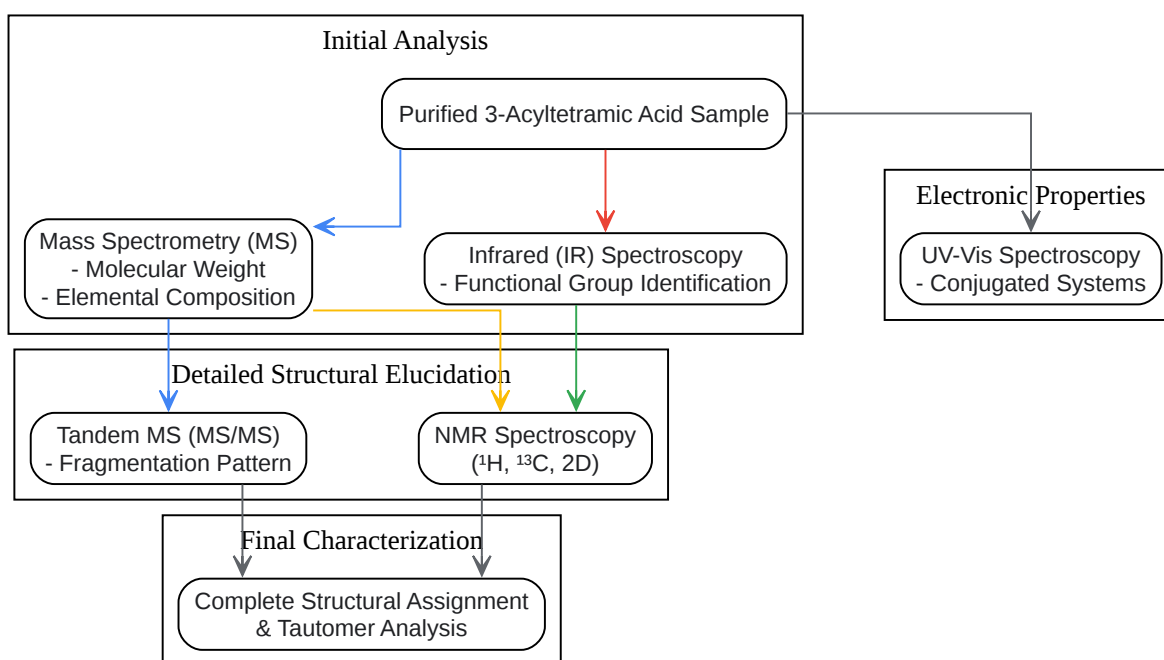 Initial Analysis
Purified 3-Acyltetramic Acid Sample
Electronic Properties
Mass Spectrometry (MS)
- Molecular Weight
- Elemental Composition
Infrared (IR) Spectroscopy
- Functional Group Identification
UV-Vis Spectroscopy
- Conjugated Systems
Detailed Structural Elucidation
Tandem MS (MS/MS)
- Fragmentation Pattern
NMR Spectroscopy
(¹H, ¹³C, 2D)
Final Characterization
Complete Structural Assignment
& Tautomer Analysis